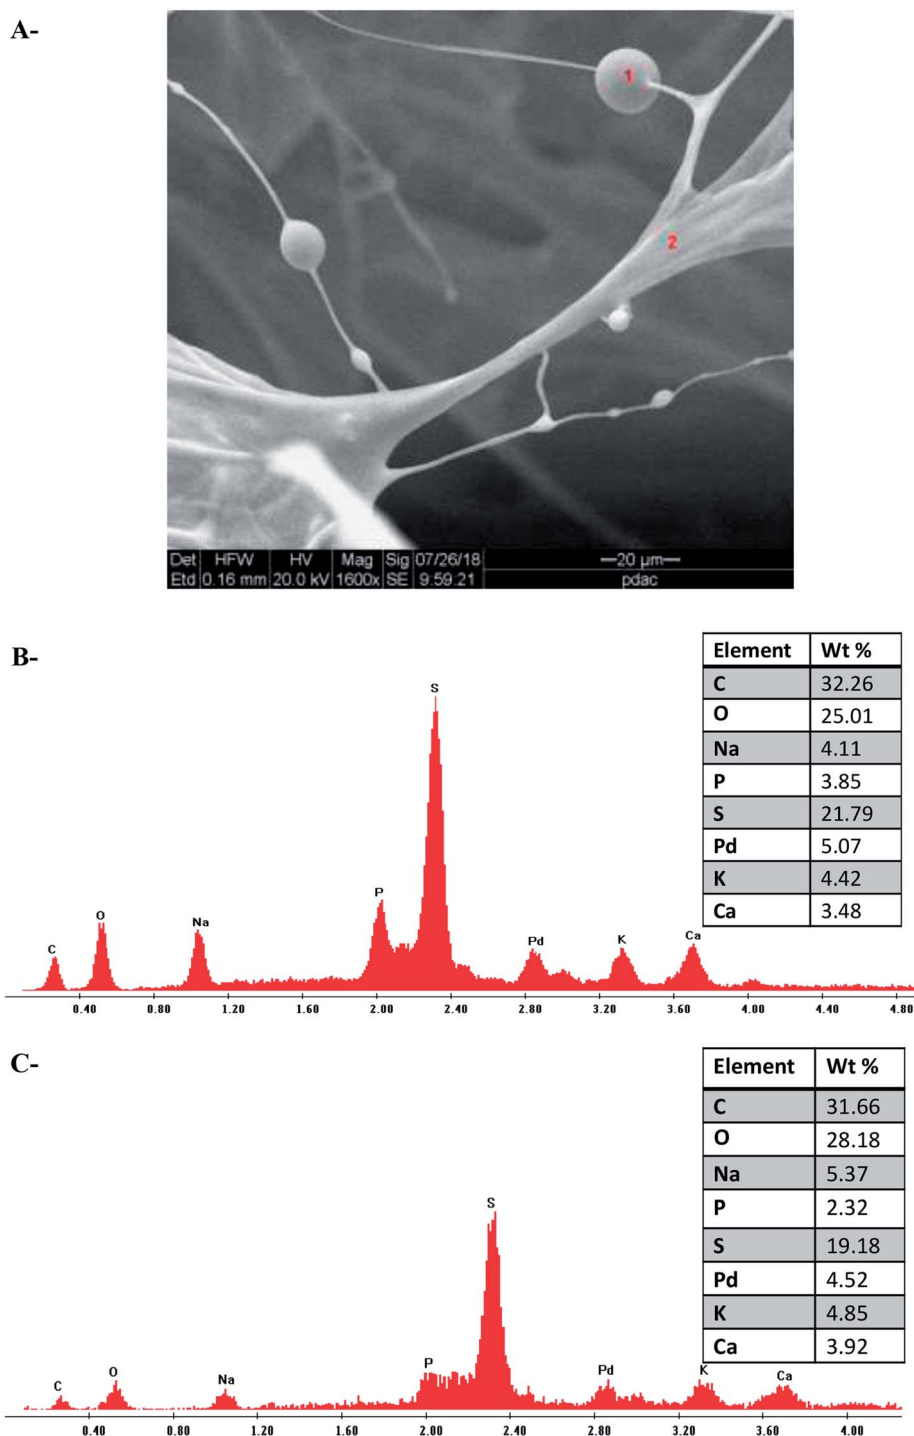 A-
1
2
Det HFW HV Mag Sig 07/26/18 20 µm
Etd 0.16 mm 20.0 kV 1600x SE 9:59.21 pdac
B-
Element Wt %
C 32.26
O 25.01
Na 4.11
P 3.85
S 21.79
Pd 5.07
K 4.42
Ca 3.48
S
P
O
Na
C
Pd
K
Ca
0.40 0.80 1.20 1.60 2.00 2.40 2.80 3.20 3.60 4.00 4.40 4.80
C-
Element Wt %
C 31.66
O 28.18
Na 5.37
P 2.32
S 19.18
Pd 4.52
K 4.85
Ca 3.92
S
P
O
Na
C
Pd
K
Ca
0.40 0.80 1.20 1.60 2.00 2.40 2.80 3.20 3.60 4.00